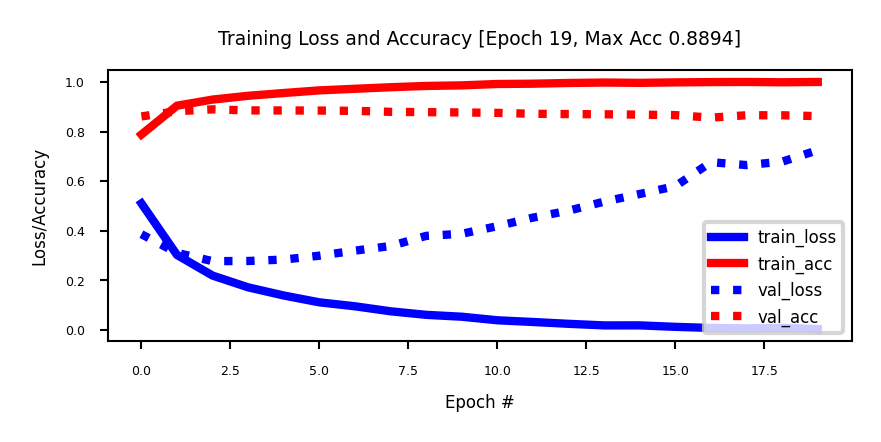 Training Loss and Accuracy [Epoch 19, Max Acc 0.8894]
1.0
0.8
0.6
0.4
0.2
0.0
Loss/Accuracy
train_loss
train_acc
val_loss
val_acc
0.0 2.5 5.0 7.5 10.0 12.5 15.0 17.5
Epoch #